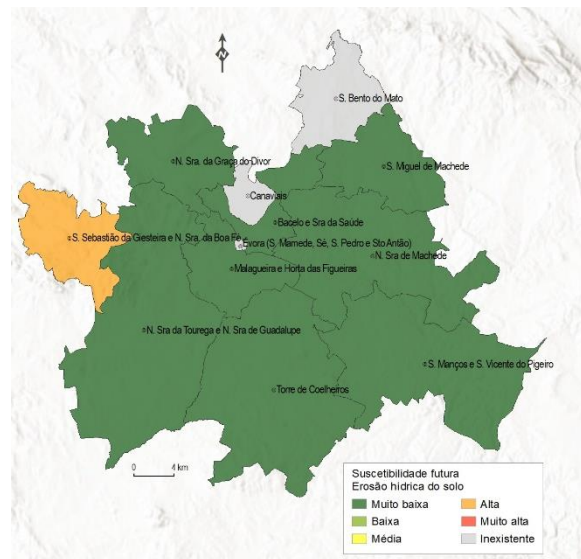 N
S. Bento do Mato
N. Sra. da Graça do Divor
S. Miguel de Machede
Canaviais
Bacelo e Sra da Saúde
S. Sebastião da Giesteira e N. Sra. da Boa Fé
Évora (S. Mamede, Sé, S. Pedro e Sto Antão)
N. Sra de Machede
Malagueira e Horta das Figueiras
N. Sra da Tourega e N. Sra de Guadalupe
S. Manços e S. Vicente do Pigeiro
Torre de Coelheiros
0 4 km
Suscetibilidade futura
Erosão hídrica do solo
Muito baixa Alta
Baixa Muito alta
Média Inexistente